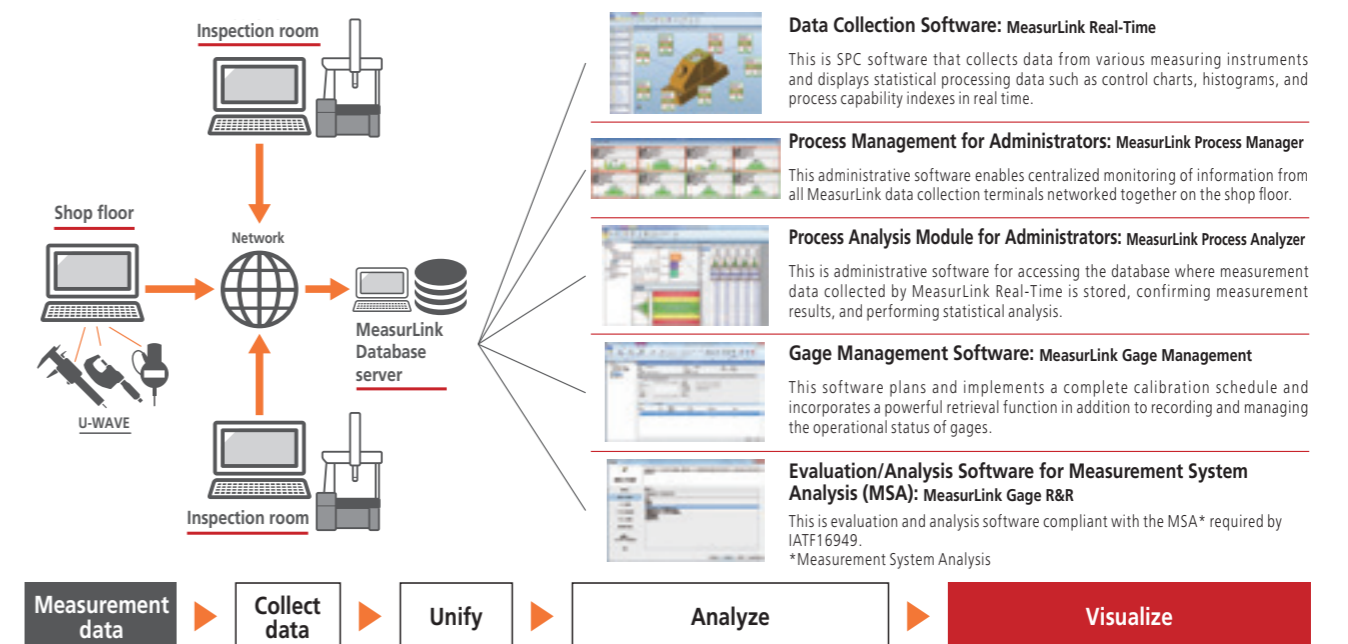 Inspection room
Shop floor
U-WAVE
Network
MeasurLink
Database
server
Inspection room
Data Collection Software: MeasurLink Real-Time
This is SPC software that collects data from various measuring instruments
and displays statistical processing data such as control charts, histograms, and
process capability indexes in real time.
Process Management for Administrators: MeasurLink Process Manager
This administrative software enables centralized monitoring of information from
all MeasurLink data collection terminals networked together on the shop floor.
Process Analysis Module for Administrators: MeasurLink Process Analyzer
This is administrative software for accessing the database where measurement
data collected by MeasurLink Real-Time is stored, confirming measurement
results, and performing statistical analysis.
Gage Management Software: MeasurLink Gage Management
This software plans and implements a complete calibration schedule and
incorporates a powerful retrieval function in addition to recording and managing
the operational status of gages.
Evaluation/Analysis Software for Measurement System
Analysis (MSA): MeasurLink Gage R&R
This is evaluation and analysis software compliant with the MSA* required by
IATF16949.
*Measurement System Analysis
Measurement
data
Collect
data
Unify
Analyze
Visualize